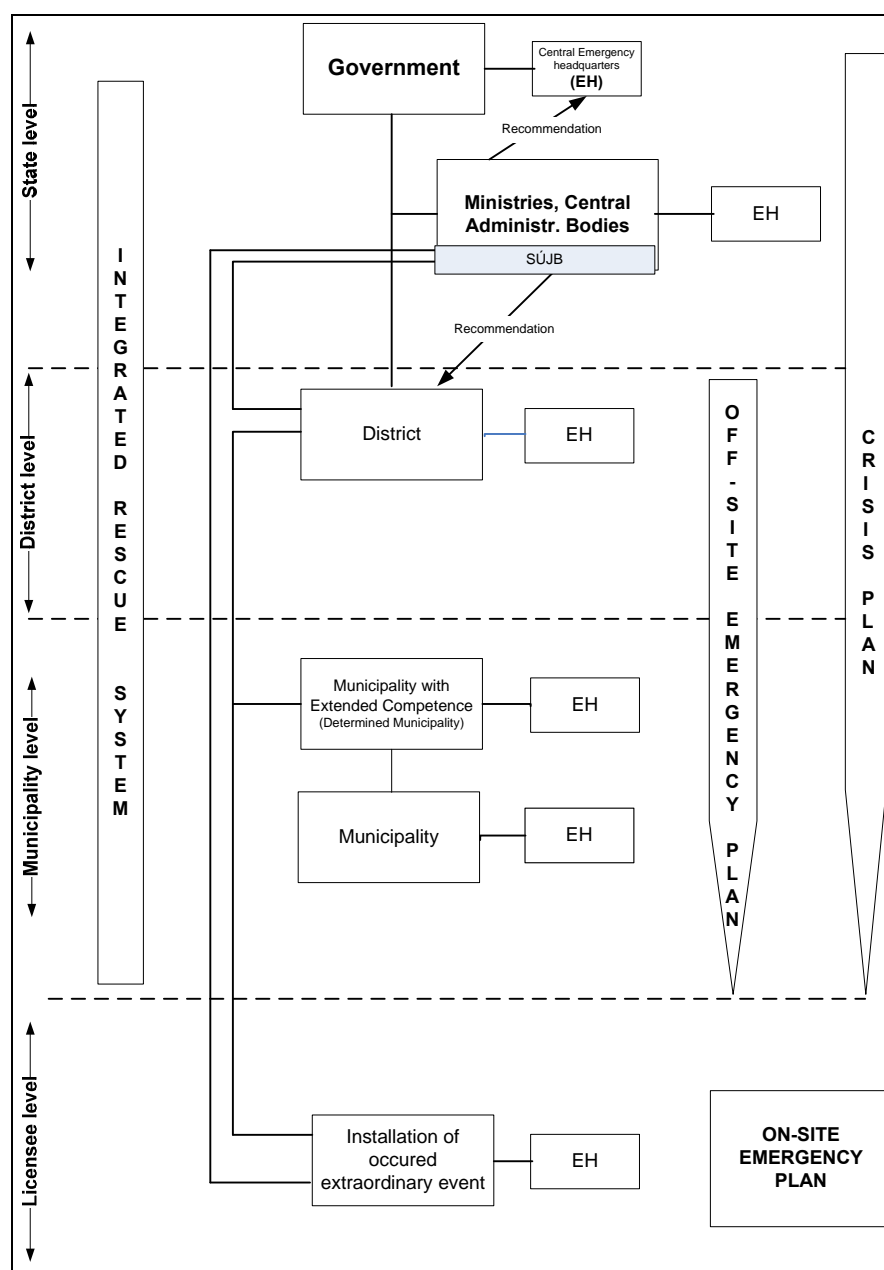 Government
Central Emergency
headquarters
(EH)
Recommendation
State level
Ministries, Central
Administr. Bodies
EH
SÚJB
Recommendation
INTEGRATED RESCUE SYSTEM
District level
District
EH
OFF-SITE EMERGENCY PLAN
CRISIS PLAN
Municipality level
Municipality with
Extended Competence
(Determined Municipality)
EH
Municipality
EH
Licensee level
Installation of
occured
extraordinary event
EH
ON-SITE
EMERGENCY
PLAN